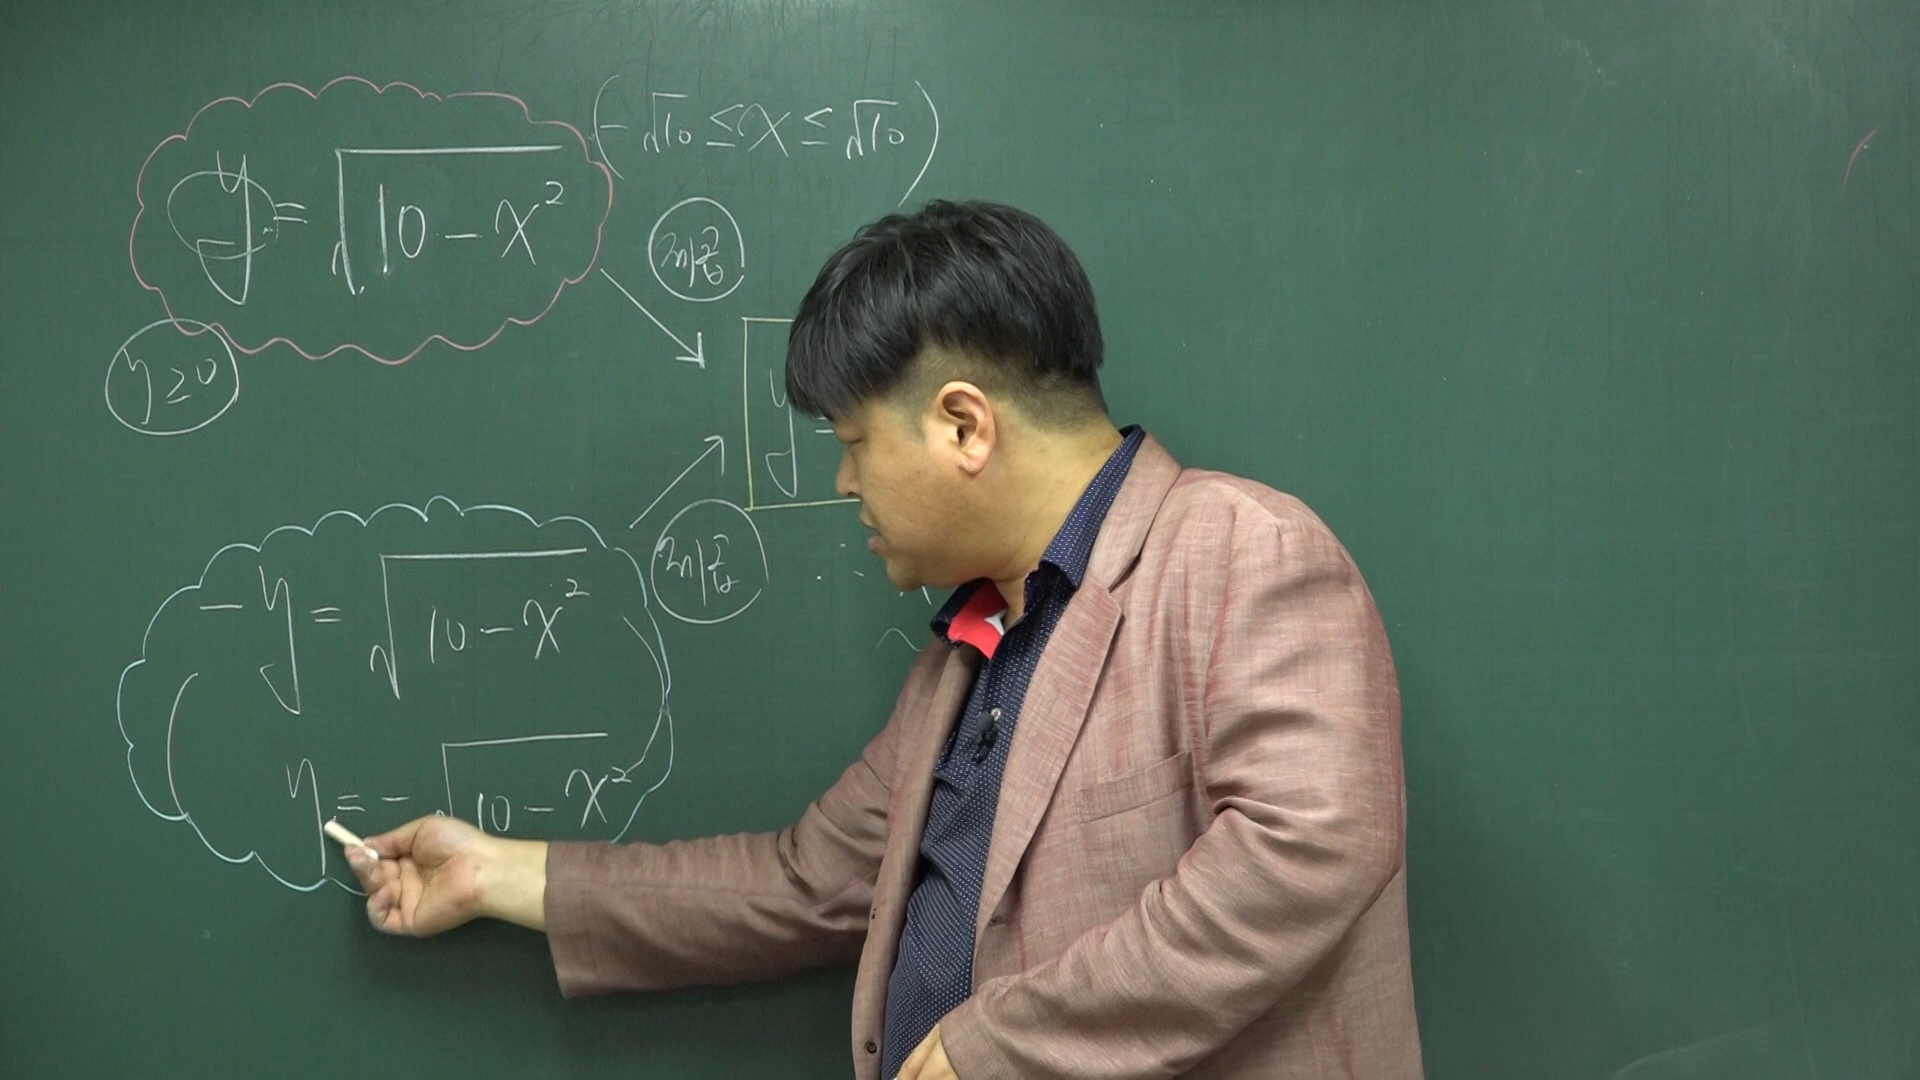 y = √10 - x² (-√10 ≤ x ≤ √10)
제곱
y ≥ 0
y =
제곱
-y = √10 - x²
y = -√10 - x²